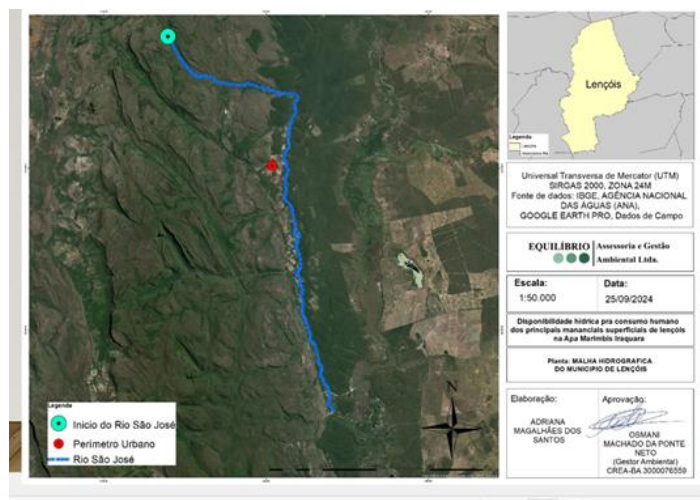 Legenda
Inicio do Rio São José
Perímetro Urbano
Rio São José
N
Lençóis
Legenda
Lençóis
Universal Transversa de Mercator (UTM)
SIRGAS 2000, ZONA 24M
Fonte de dados: IBGE, AGÊNCIA NACIONAL
DAS ÁGUAS (ANA),
GOOGLE EARTH PRO, Dados de Campo
EQUILÍBRIO Assessoria e Gestão
Ambiental Ltda.
Escala: Data:
1:50.000 25/09/2024
Disponibilidade hídrica pra consumo humano
dos principais mananciais superficiais de lençóis
na Apa Marimbis Iraquara
Planta: MALHA HIDROGRAFICA
DO MUNICIPIO DE LENÇÓIS
Elaboração: Aprovação:
ADRIANA
MAGALHÃES DOS
SANTOS
OSMANI
MACHADO DA PONTE
NETO
(Gestor Ambiental)
CREA-BA 3000076559